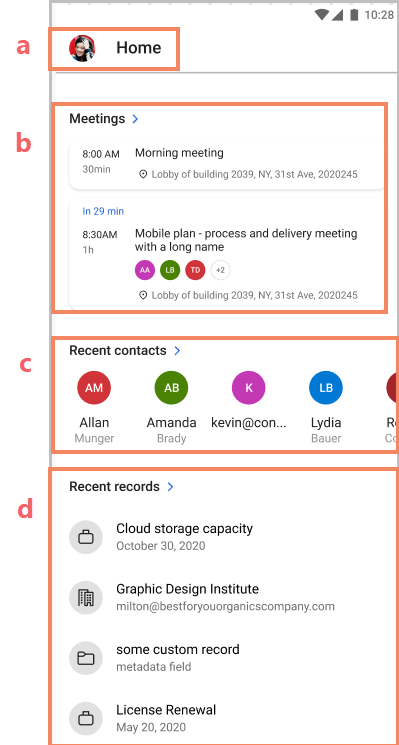 10:28
a
Home
b
Meetings
8:00 AM
Morning meeting
30min
Lobby of building 2039, NY, 31st Ave, 2020245
In 29 min
8:30AM
Mobile plan - process and delivery meeting
1h
with a long name
AA LB TD +2
Lobby of building 2039, NY, 31st Ave, 2020245
c
Recent contacts
AM AB K LB
Allan Amanda kevin@con... Lydia
Munger Brady Bauer
d
Recent records
Cloud storage capacity
October 30, 2020
Graphic Design Institute
milton@bestforyouorganicscompany.com
some custom record
metadata field
License Renewal
May 20, 2020